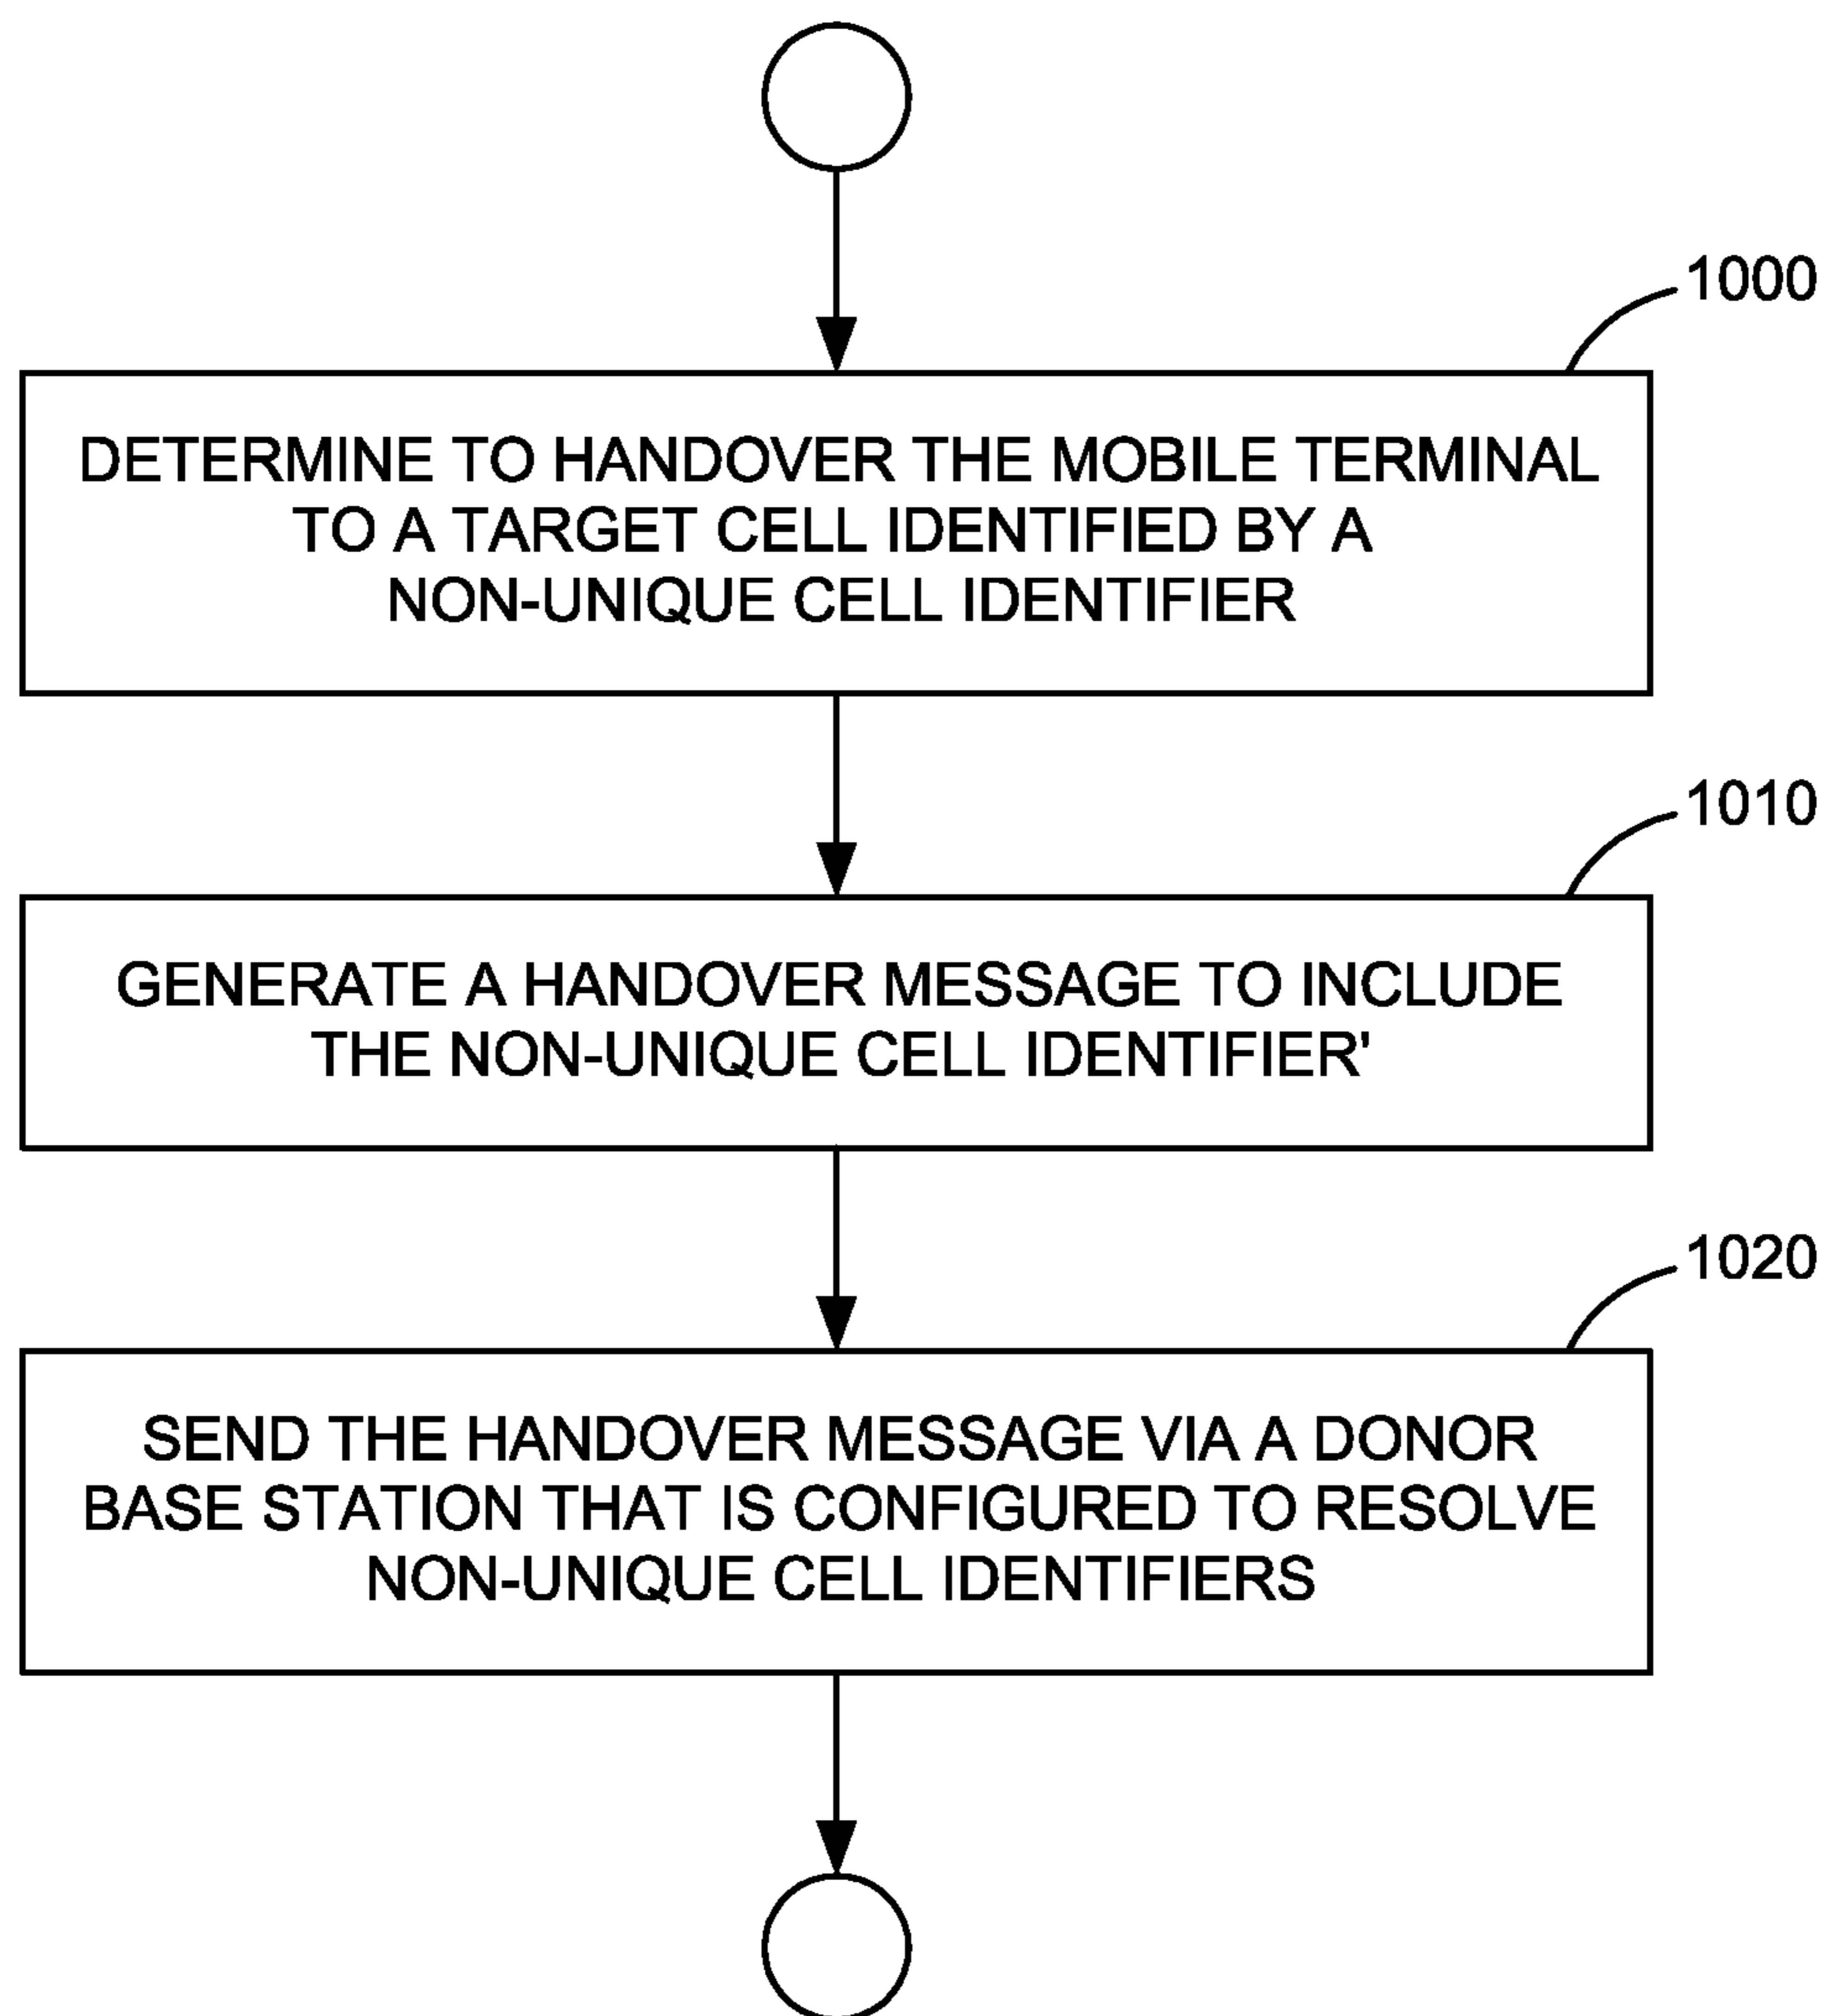 1000
DETERMINE TO HANDOVER THE MOBILE TERMINAL
TO A TARGET CELL IDENTIFIED BY A
NON-UNIQUE CELL IDENTIFIER
1010
GENERATE A HANDOVER MESSAGE TO INCLUDE
THE NON-UNIQUE CELL IDENTIFIER'
1020
SEND THE HANDOVER MESSAGE VIA A DONOR
BASE STATION THAT IS CONFIGURED TO RESOLVE
NON-UNIQUE CELL IDENTIFIERS